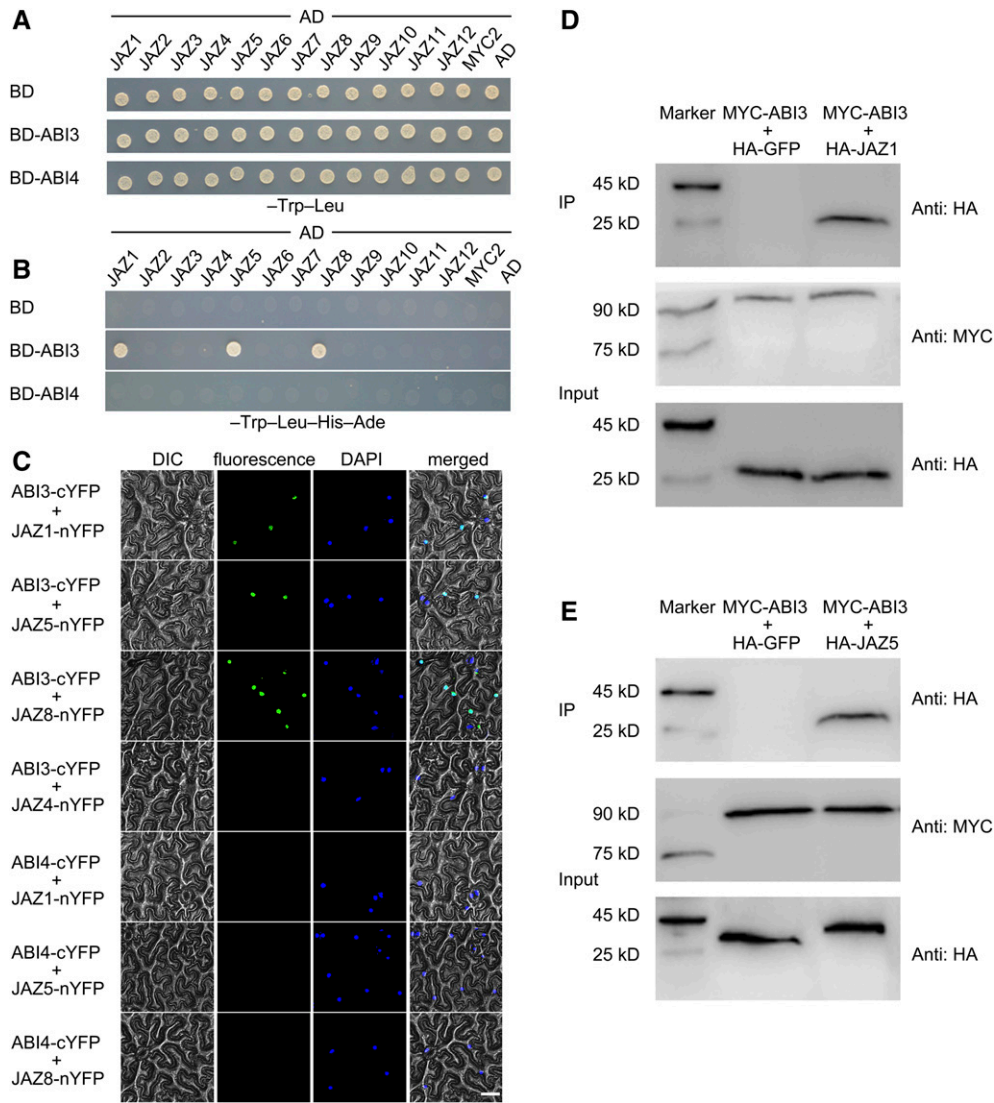 A
AD
JAZ1 JAZ2 JAZ3 JAZ4 JAZ5 JAZ6 JAZ7 JAZ8 JAZ9 JAZ10 JAZ11 JAZ12 MYC2 AD
BD
BD-ABI3
BD-ABI4
–Trp–Leu
B
AD
JAZ1 JAZ2 JAZ3 JAZ4 JAZ5 JAZ6 JAZ7 JAZ8 JAZ9 JAZ10 JAZ11 JAZ12 MYC2 AD
BD
BD-ABI3
BD-ABI4
–Trp–Leu–His–Ade
C
DIC fluorescence DAPI merged
ABI3-cYFP
+
JAZ1-nYFP
ABI3-cYFP
+
JAZ5-nYFP
ABI3-cYFP
+
JAZ8-nYFP
ABI3-cYFP
+
JAZ4-nYFP
ABI4-cYFP
+
JAZ1-nYFP
ABI4-cYFP
+
JAZ5-nYFP
ABI4-cYFP
+
JAZ8-nYFP
D
Marker MYC-ABI3 MYC-ABI3
+ +
HA-GFP HA-JAZ1
IP
45 kD
25 kD
Anti: HA
90 kD
75 kD
Anti: MYC
Input
45 kD
25 kD
Anti: HA
E
Marker MYC-ABI3 MYC-ABI3
+ +
HA-GFP HA-JAZ5
IP
45 kD
25 kD
Anti: HA
90 kD
75 kD
Anti: MYC
Input
45 kD
25 kD
Anti: HA